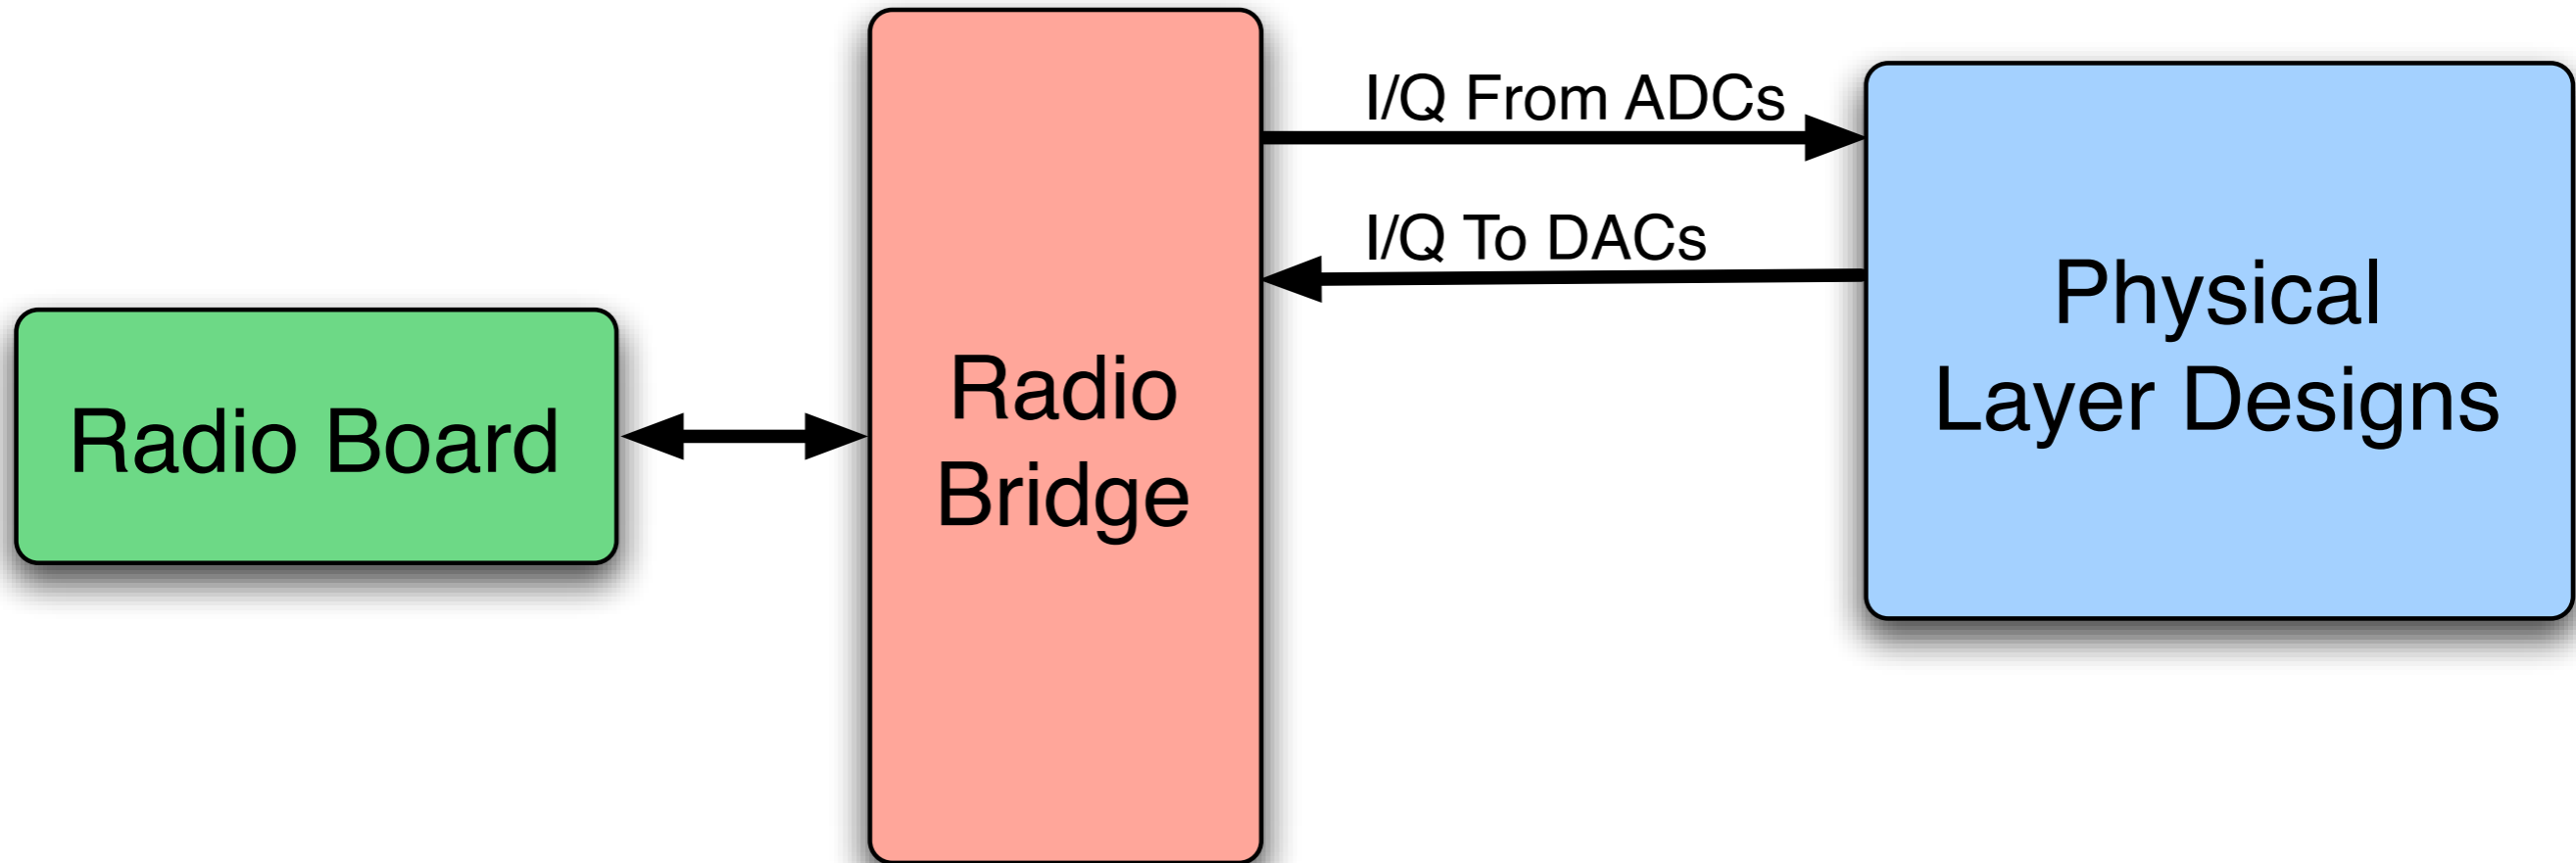 Radio Board
Radio
Bridge
I/Q From ADCs
I/Q To DACs
Physical
Layer Designs